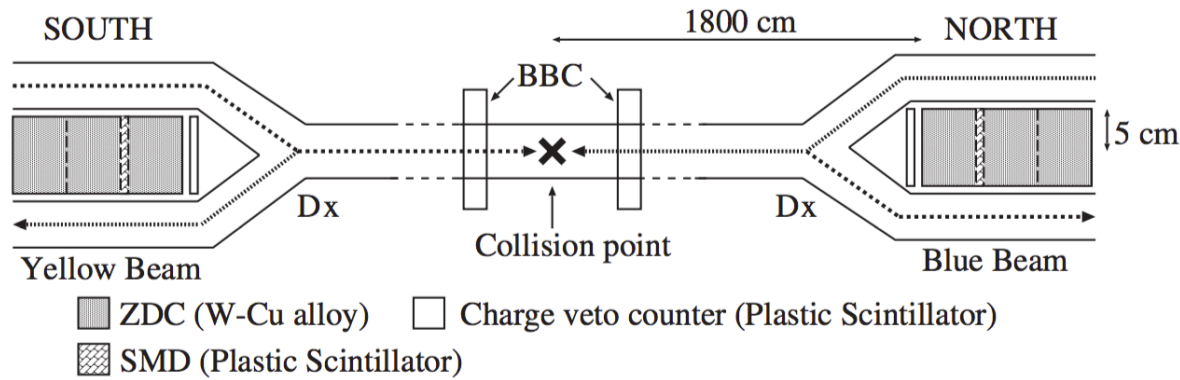 SOUTH
1800 cm
NORTH
BBC
5 cm
Dx
Dx
Collision point
Yellow Beam
Blue Beam
ZDC (W-Cu alloy)
Charge veto counter (Plastic Scintillator)
SMD (Plastic Scintillator)